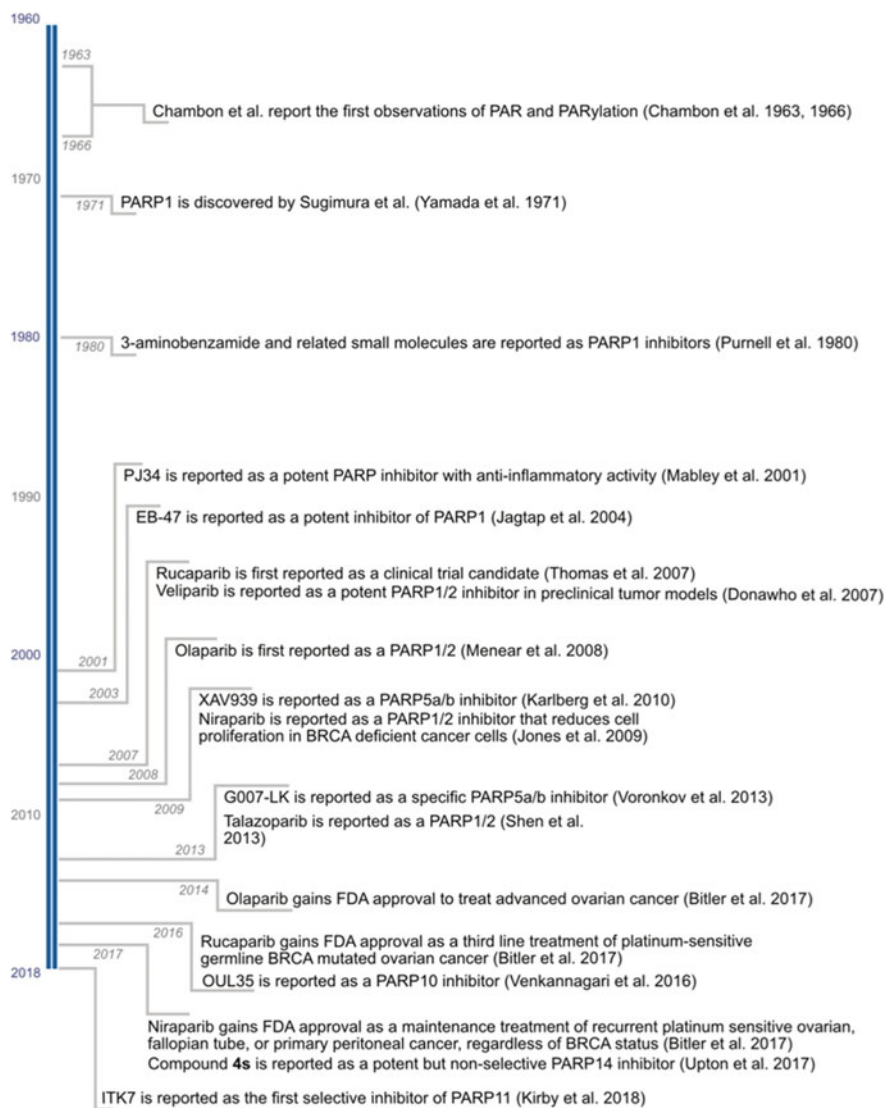 1960
1963
Chambon et al. report the first observations of PAR and PARylation (Chambon et al. 1963, 1966)
1966
1970
1971
PARP1 is discovered by Sugimura et al. (Yamada et al. 1971)
1980
1980
3-aminobenzamide and related small molecules are reported as PARP1 inhibitors (Purnell et al. 1980)
PJ34 is reported as a potent PARP inhibitor with anti-inflammatory activity (Mabley et al. 2001)
1990
EB-47 is reported as a potent inhibitor of PARP1 (Jagtap et al. 2004)
Rucaparib is first reported as a clinical trial candidate (Thomas et al. 2007)
Veliparib is reported as a potent PARP1/2 inhibitor in preclinical tumor models (Donawho et al. 2007)
Olaparib is first reported as a PARP1/2 (Menear et al. 2008)
2000
2001
2003
XAV939 is reported as a PARP5a/b inhibitor (Karlberg et al. 2010)
Niraparib is reported as a PARP1/2 inhibitor that reduces cell
proliferation in BRCA deficient cancer cells (Jones et al. 2009)
2007
2008
2009
G007-LK is reported as a specific PARP5a/b inhibitor (Voronkov et al. 2013)
2010
Talazoparib is reported as a PARP1/2 (Shen et al.
2013)
2013
2014
Olaparib gains FDA approval to treat advanced ovarian cancer (Bitler et al. 2017)
2016
Rucaparib gains FDA approval as a third line treatment of platinum-sensitive
germline BRCA mutated ovarian cancer (Bitler et al. 2017)
2017
2018
OUL35 is reported as a PARP10 inhibitor (Venkannagari et al. 2016)
Niraparib gains FDA approval as a maintenance treatment of recurrent platinum sensitive ovarian,
fallopian tube, or primary peritoneal cancer, regardless of BRCA status (Bitler et al. 2017)
Compound 4s is reported as a potent but non-selective PARP14 inhibitor (Upton et al. 2017)
ITK7 is reported as the first selective inhibitor of PARP11 (Kirby et al. 2018)